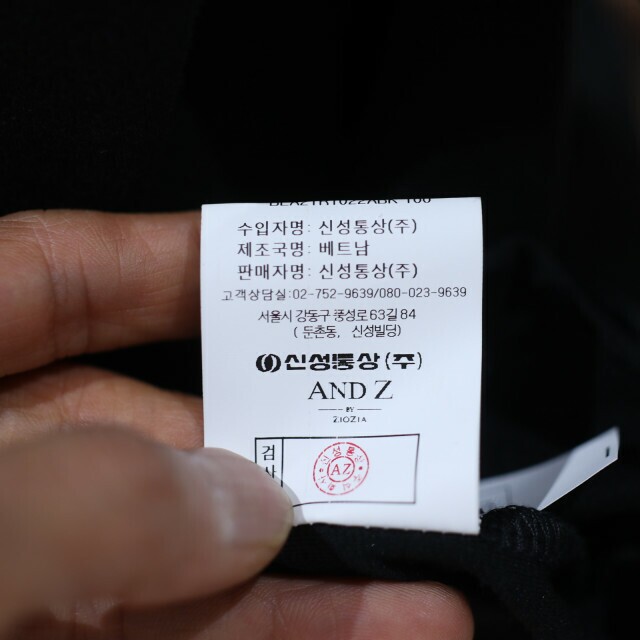 수입자명: 신성통상(주)
제조국명: 베트남
판매자명: 신성통상(주)
고객상담실:02-752-9639/080-023-9639
서울시 강동구 풍성로63길 84
( 둔촌동, 신성빌딩)
신성통상(주)
AND Z
BY
ZIOZIA
검
AZ